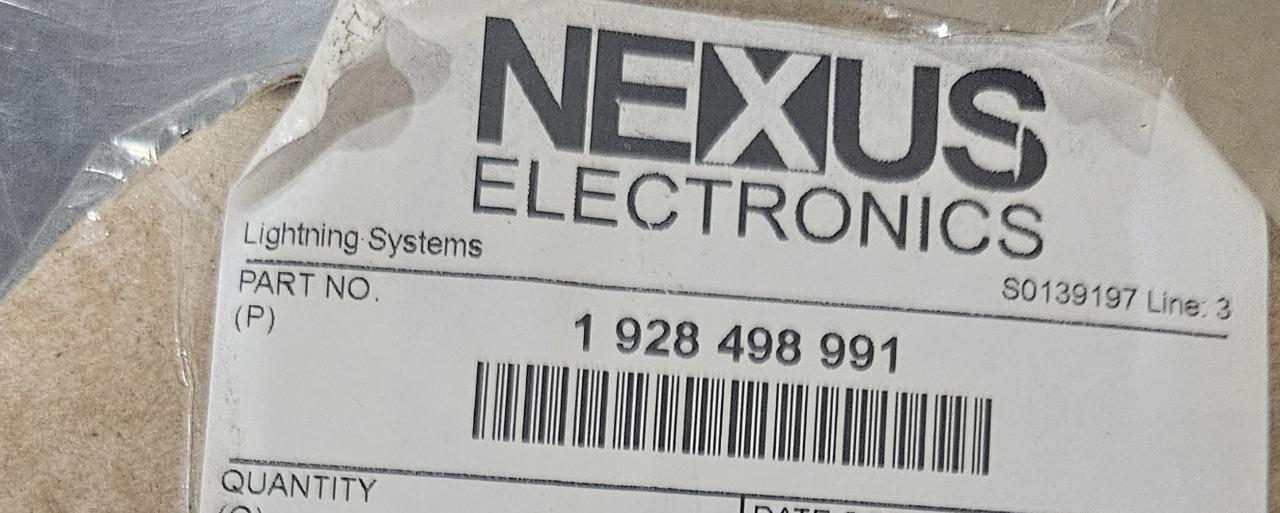 NEXUS
ELECTRONICS
Lightning Systems
S0139197 Line: 3
PART NO.
(P)
1 928 498 991
QUANTITY